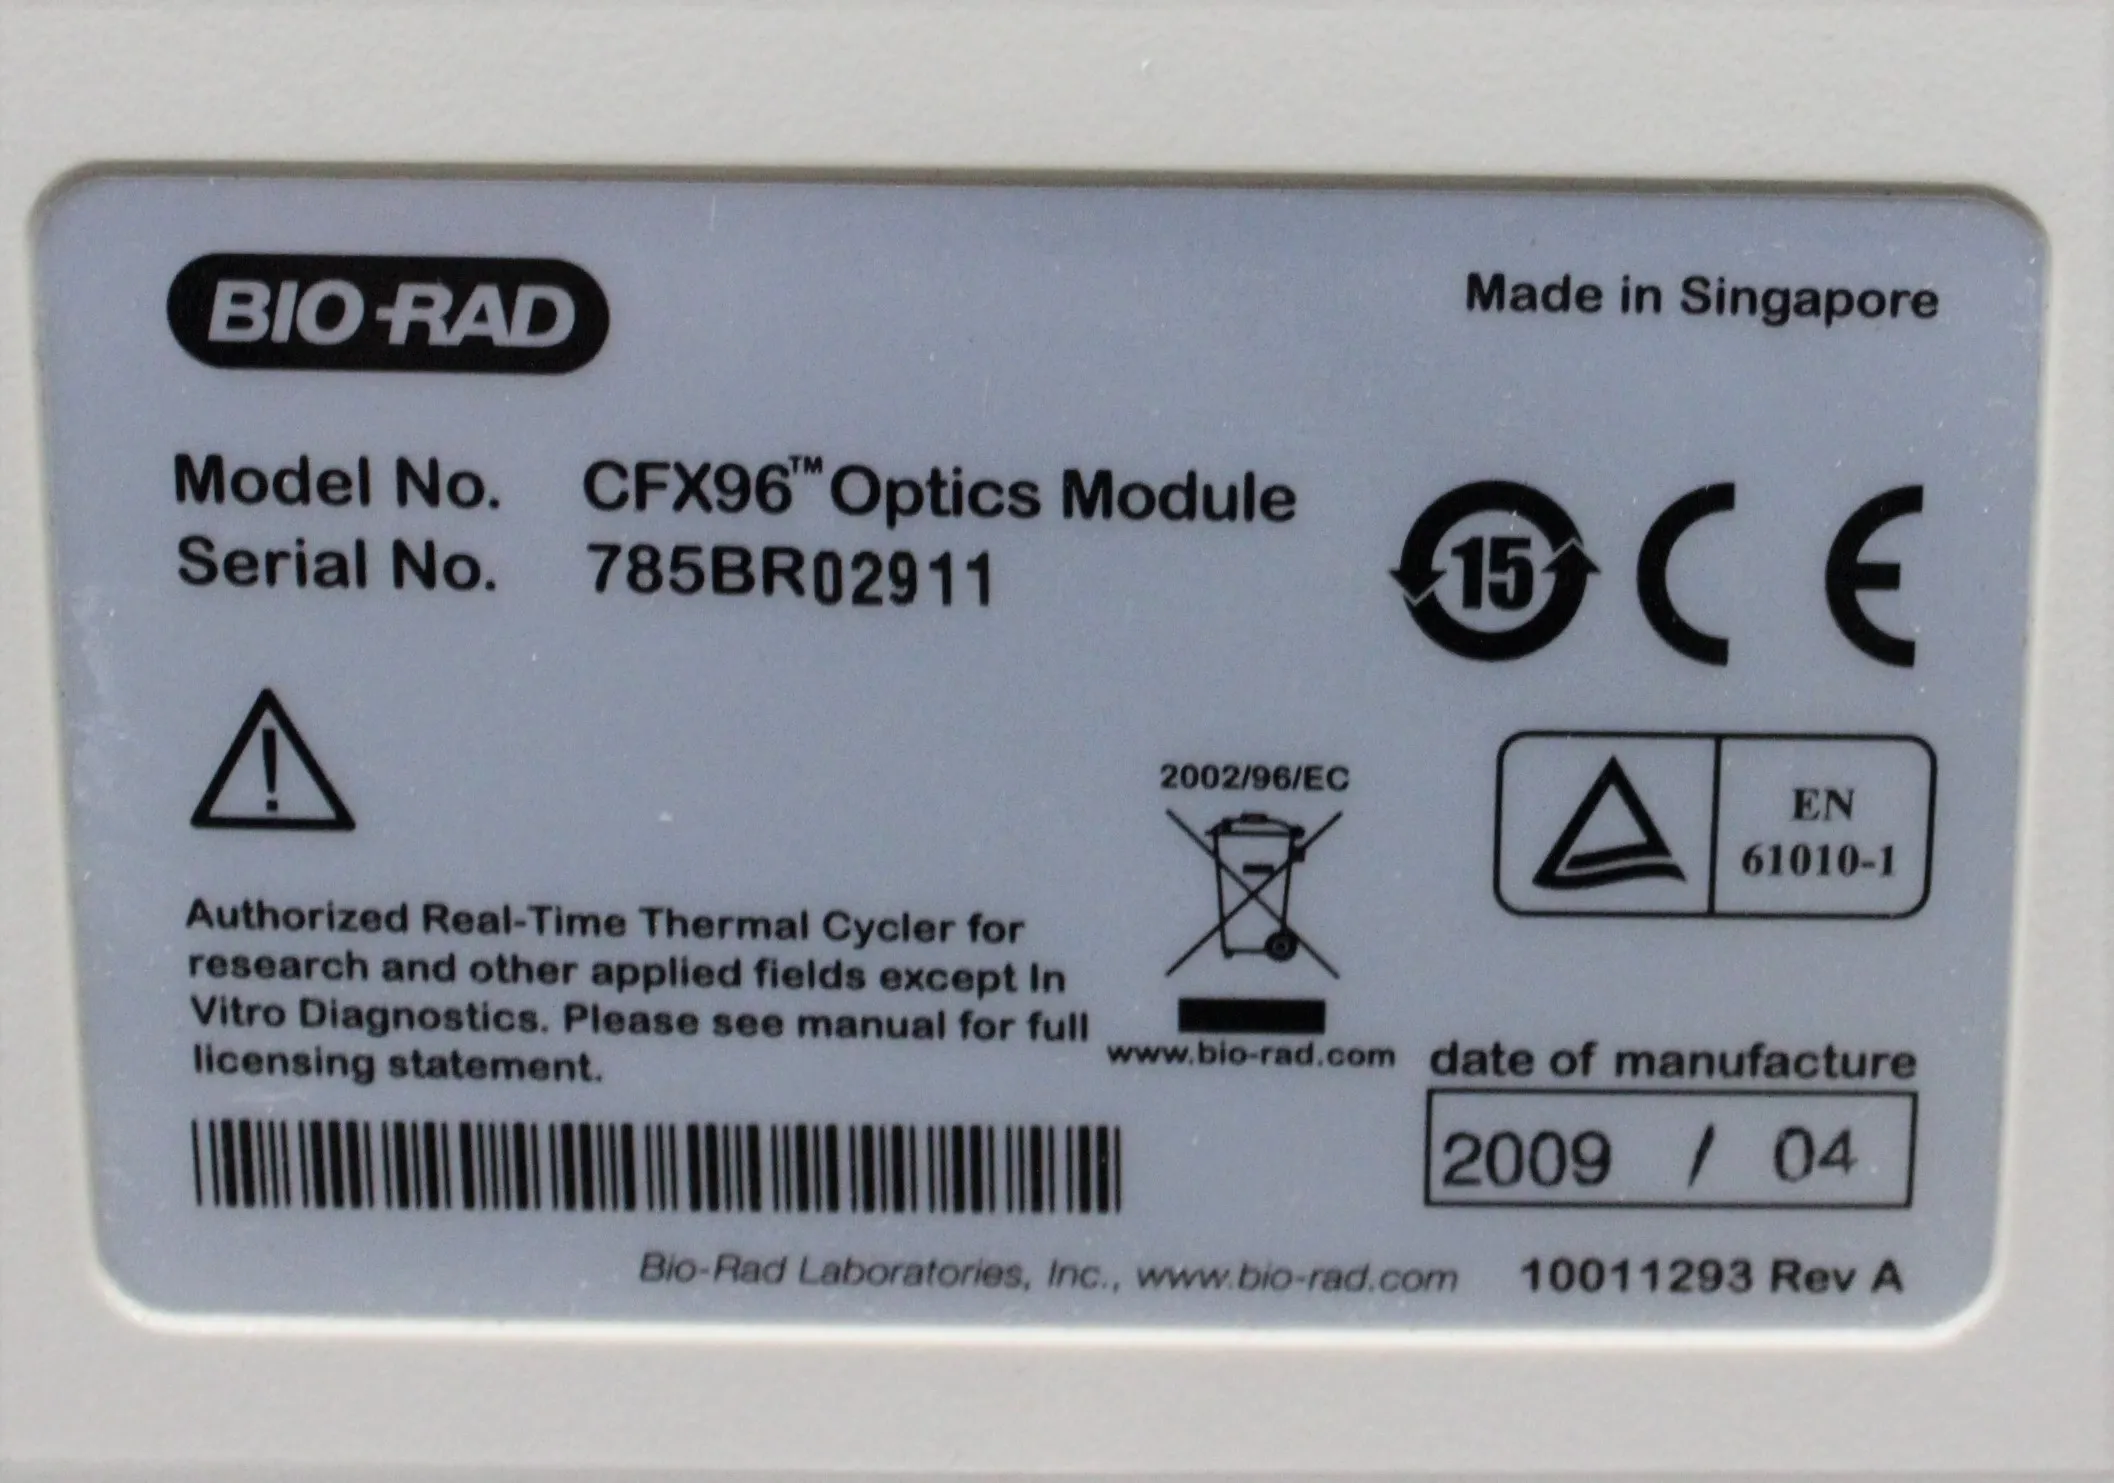 BIO-RAD
Made in Singapore
Model No. CFX96™ Optics Module
Serial No. 785BR02911
15
CE
2002/96/EC
EN
61010-1
Authorized Real-Time Thermal Cycler for
research and other applied fields except In
Vitro Diagnostics. Please see manual for full
licensing statement.
www.bio-rad.com
date of manufacture
2009 / 04
Bio-Rad Laboratories, Inc., www.bio-rad.com
10011293 Rev A